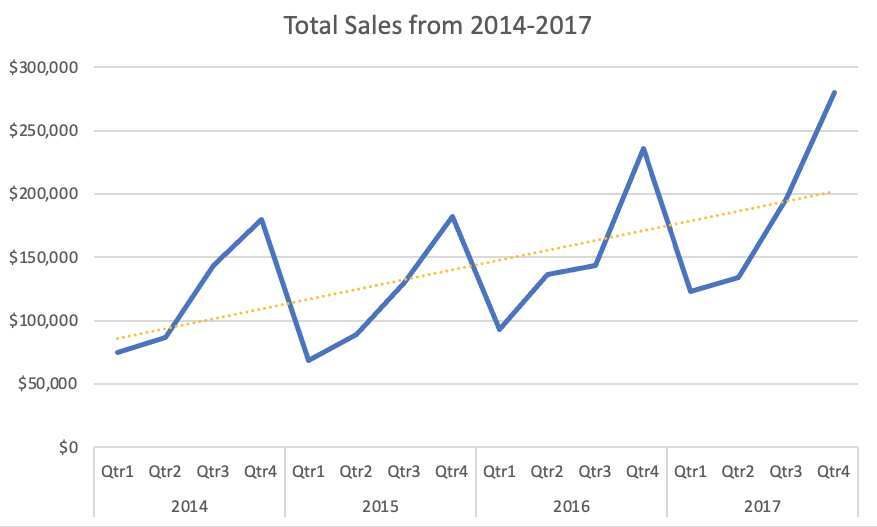 Total Sales from 2014-2017
$300,000
$250,000
$200,000
$150,000
$100,000
$50,000
$0
Qtr1 Qtr2 Qtr3 Qtr4 Qtr1 Qtr2 Qtr3 Qtr4 Qtr1 Qtr2 Qtr3 Qtr4 Qtr1 Qtr2 Qtr3 Qtr4
2014 2015 2016 2017